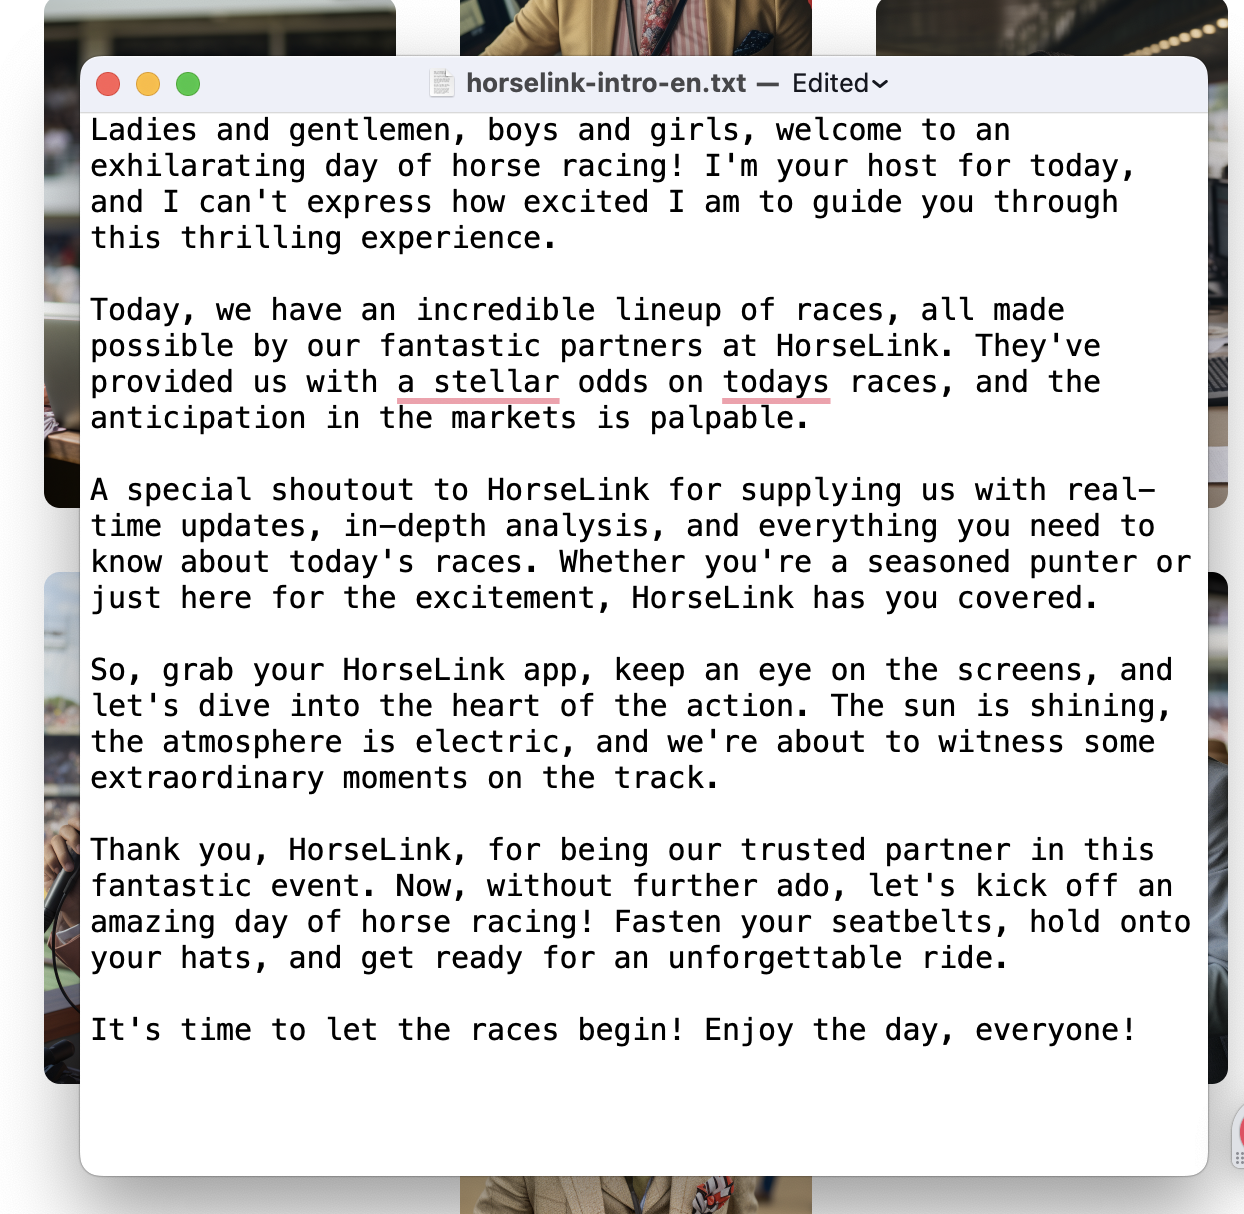 horselink-intro-en.txt — Edited
Ladies and gentlemen, boys and girls, welcome to an
exhilarating day of horse racing! I'm your host for today,
and I can't express how excited I am to guide you through
this thrilling experience.
Today, we have an incredible lineup of races, all made
possible by our fantastic partners at HorseLink. They've
provided us with a stellar odds on todays races, and the
anticipation in the markets is palpable.
A special shoutout to HorseLink for supplying us with real-
time updates, in-depth analysis, and everything you need to
know about today's races. Whether you're a seasoned punter or
just here for the excitement, HorseLink has you covered.
So, grab your HorseLink app, keep an eye on the screens, and
let's dive into the heart of the action. The sun is shining,
the atmosphere is electric, and we're about to witness some
extraordinary moments on the track.
Thank you, HorseLink, for being our trusted partner in this
fantastic event. Now, without further ado, let's kick off an
amazing day of horse racing! Fasten your seatbelts, hold onto
your hats, and get ready for an unforgettable ride.
It's time to let the races begin! Enjoy the day, everyone!